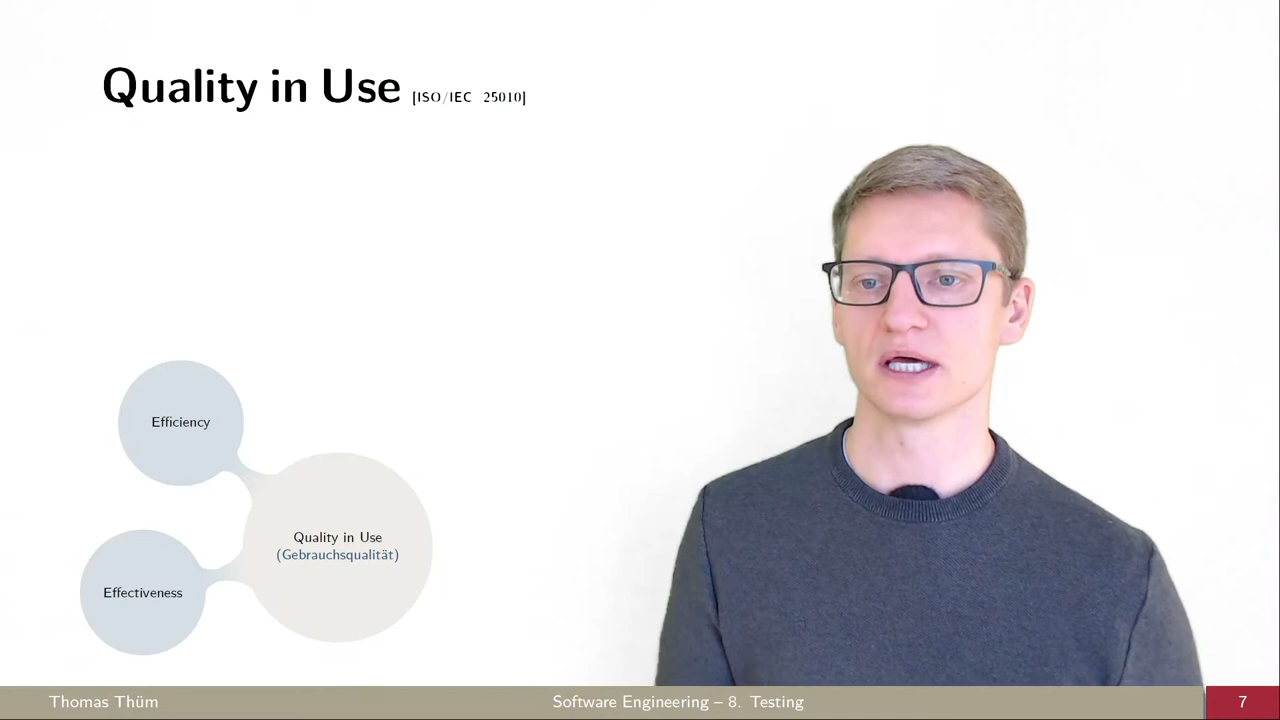 Quality in Use [ISO/IEC 25010]
Efficiency
Quality in Use
(Gebrauchsqualität)
Effectiveness
Thomas Thüm
Software Engineering – 8. Testing
7